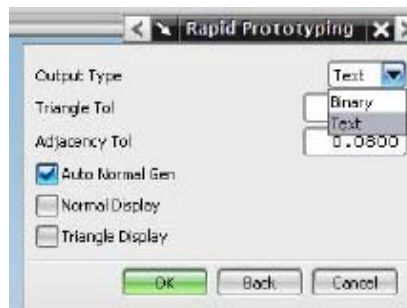 Rapid Prototyping
Output Type Text
Triangle Tol Binary
Text
Adjacency Tol 0.0800
Auto Normal Gen
Normal Display
Triangle Display
OK Back Cancel